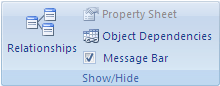 Relationships
Property Sheet
Object Dependencies
Message Bar
Show/Hide